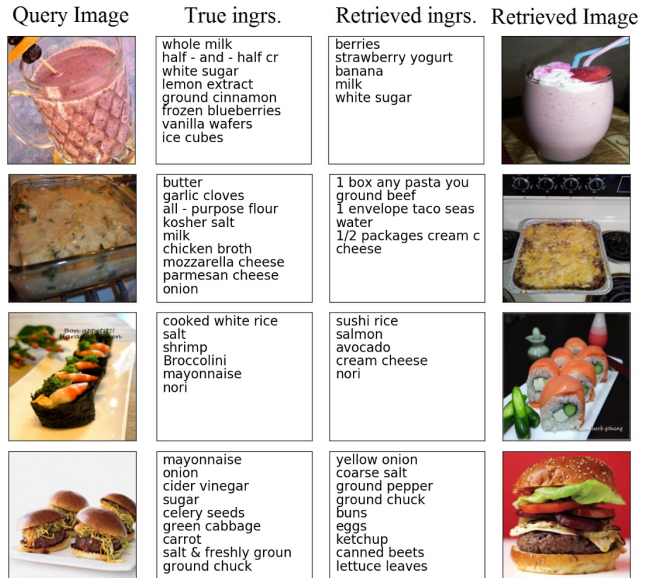 Query Image
True ingrs.
Retrieved ingrs.
Retrieved Image
whole milk
half - and - half cr
white sugar
lemon extract
ground cinnamon
frozen blueberries
vanilla wafers
ice cubes
berries
strawberry yogurt
banana
milk
white sugar
butter
garlic cloves
all - purpose flour
kosher salt
milk
chicken broth
mozzarella cheese
parmesan cheese
onion
1 box any pasta you
ground beef
1 envelope taco seas
water
1/2 packages cream c
cheese
Bon appetit!!
cooked white rice
salt
shrimp
Broccolini
mayonnaise
nori
sushi rice
salmon
avocado
cream cheese
nori
mayonnaise
onion
cider vinegar
sugar
celery seeds
green cabbage
carrot
salt & freshly groun
ground chuck
yellow onion
coarse salt
ground pepper
ground chuck
buns
eggs
ketchup
canned beets
lettuce leaves